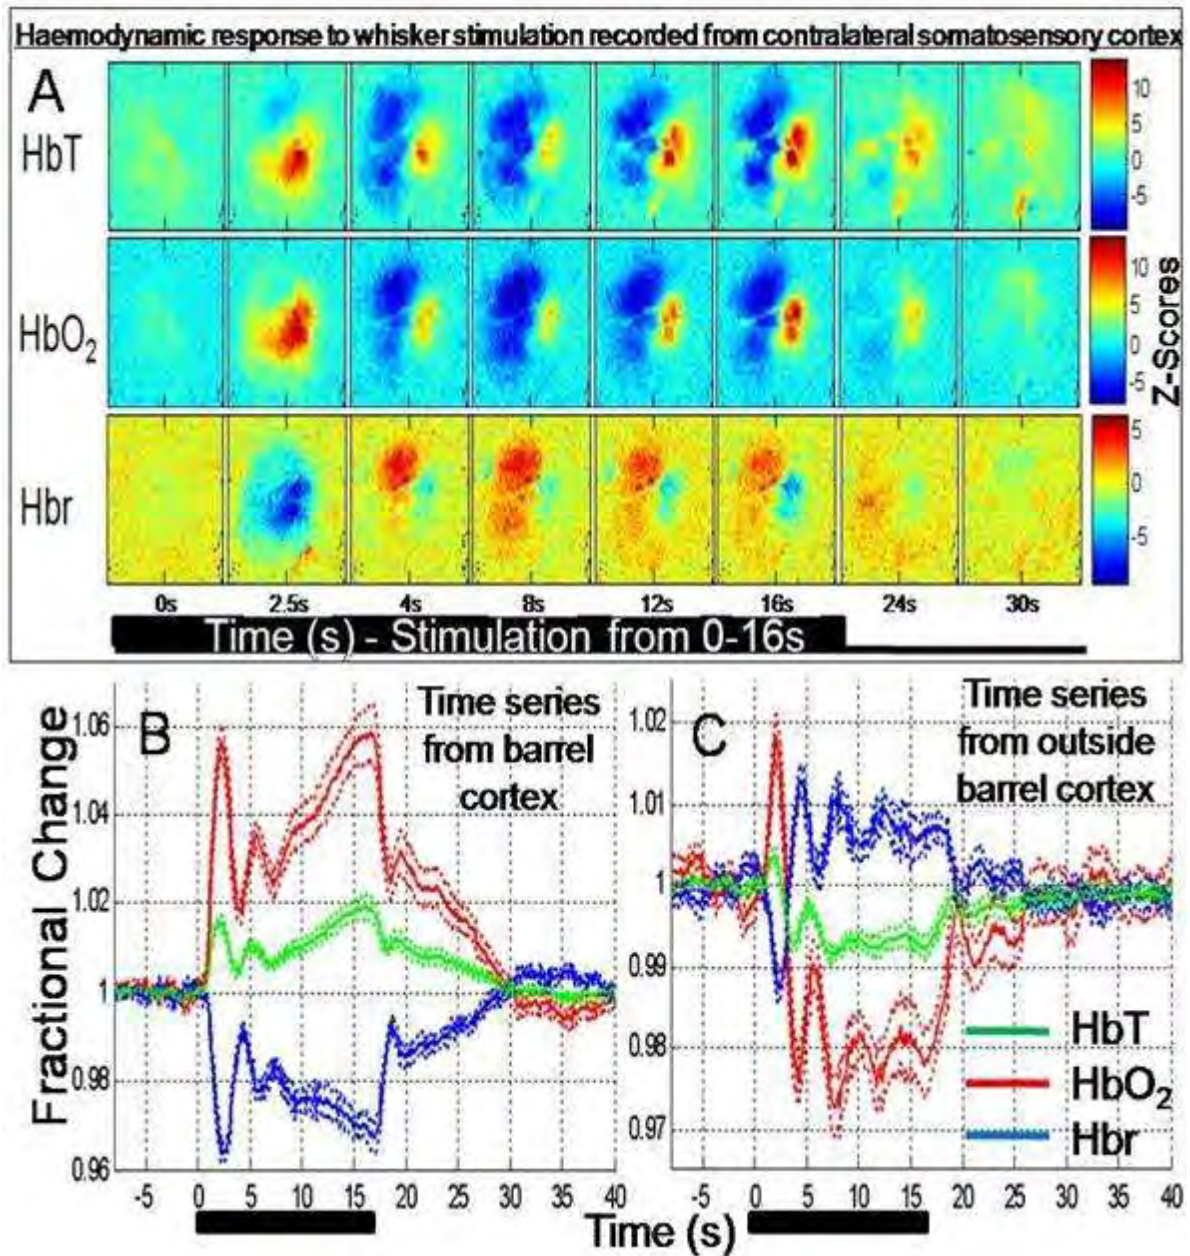 Haemodynamic response to whisker stimulation recorded from contralateral somatosensory cortex
A
HbT
10
5
0
-5
HbO2
10
5
0
-5
Z-Scores
Hbr
5
0
-5
0s 2.5s 4s 8s 12s 16s 24s 30s
Time (s) - Stimulation from 0-16s
B
Time series
from barrel
cortex
Fractional Change
1.06
1.04
1.02
1
0.98
0.96
-5 0 5 10 15 20 25 30 35 40
C
Time series
from outside
barrel cortex
1.02
1.01
1
0.99
0.98
0.97
HbT
HbO2
Hbr
-5 0 5 10 15 20 25 30 35 40
Time (s)